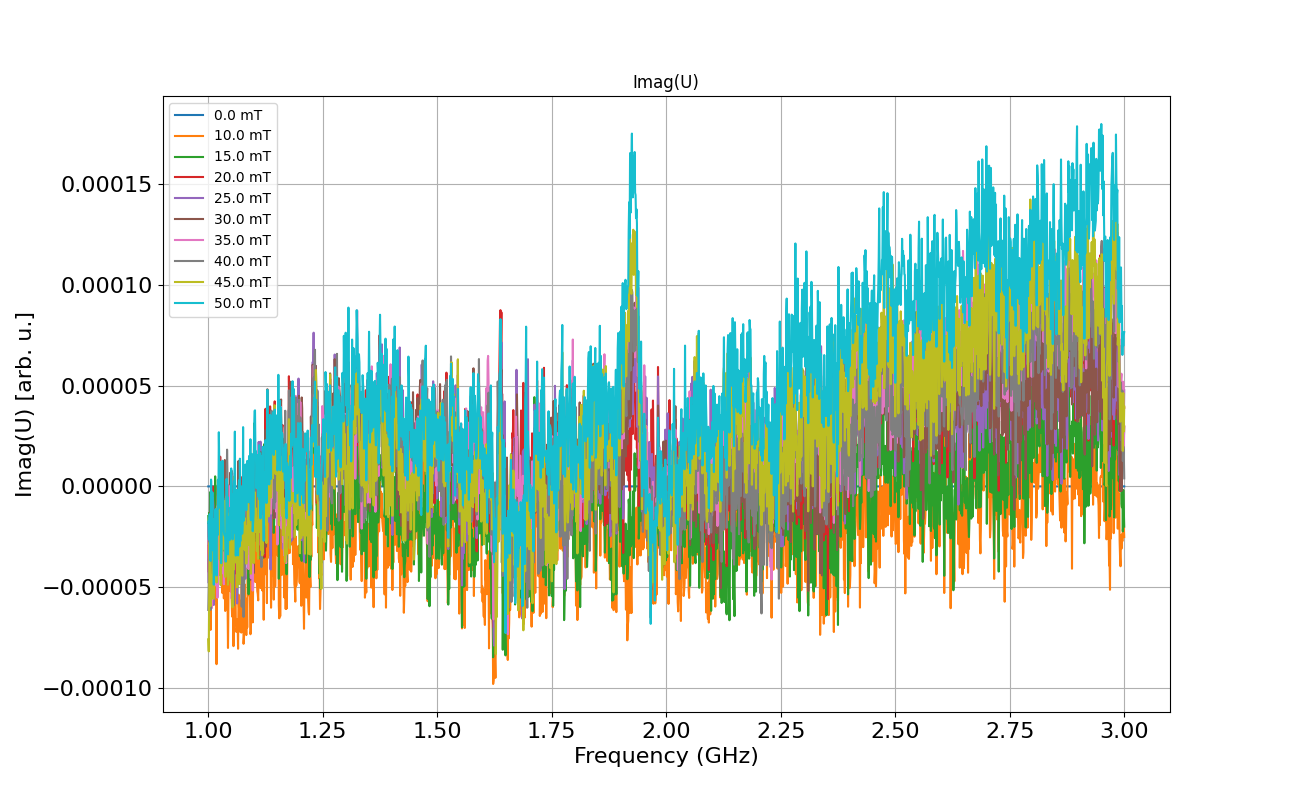 Imag(U)
0.0 mT
10.0 mT
15.0 mT
20.0 mT
25.0 mT
30.0 mT
35.0 mT
40.0 mT
45.0 mT
50.0 mT
0.00015
0.00010
0.00005
0.00000
−0.00005
−0.00010
Imag(U) [arb. u.]
1.00 1.25 1.50 1.75 2.00 2.25 2.50 2.75 3.00
Frequency (GHz)